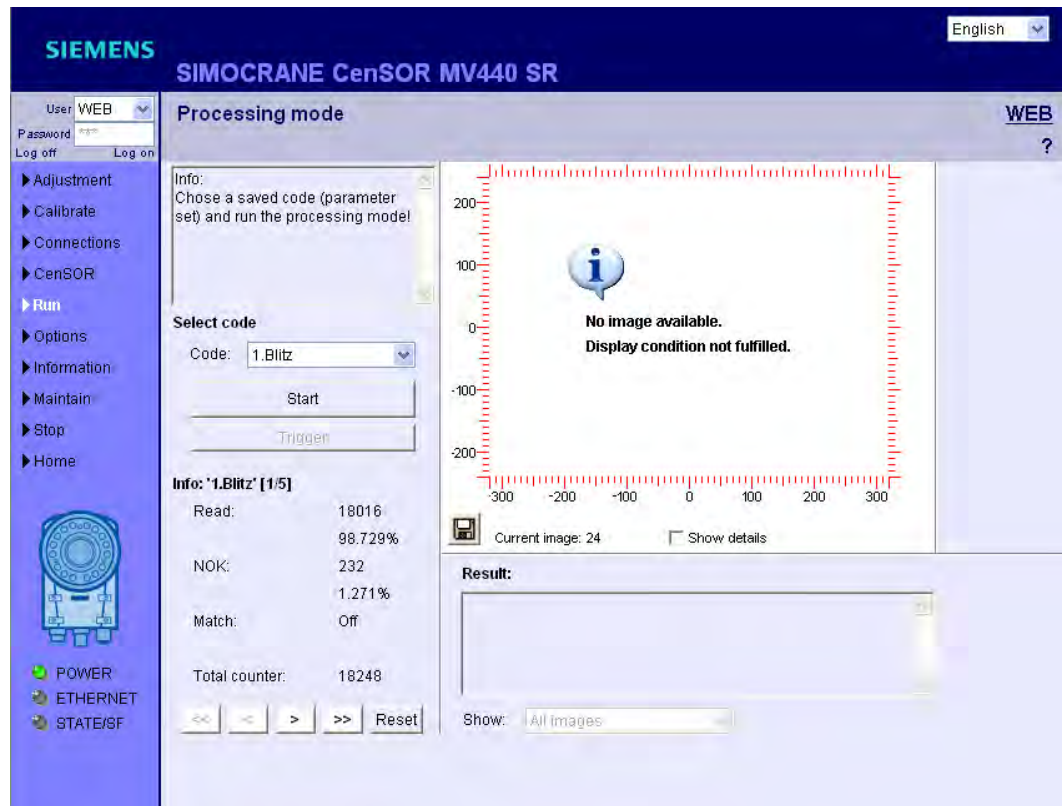 English
SIEMENS
SIMOCRANE CenSOR MV440 SR
User WEB
Password ***
Log off Log on
Processing mode
WEB
?
Adjustment
Calibrate
Connections
CenSOR
Run
Options
Information
Maintain
Stop
Home
POWER
ETHERNET
STATE/SF
Info:
Chose a saved code (parameter
set) and run the processing mode!
Select code
Code: 1.Blitz
Start
Trigger
Info: '1.Blitz' [1/5]
Read: 18016
98.729%
NOK: 232
1.271%
Match: Off
Total counter: 18248
<< < > >> Reset
200
100
0
-100
-200
-300 -200 -100 0 100 200 300
i
No image available.
Display condition not fulfilled.
Current image: 24 Show details
Result:
Show: All Images